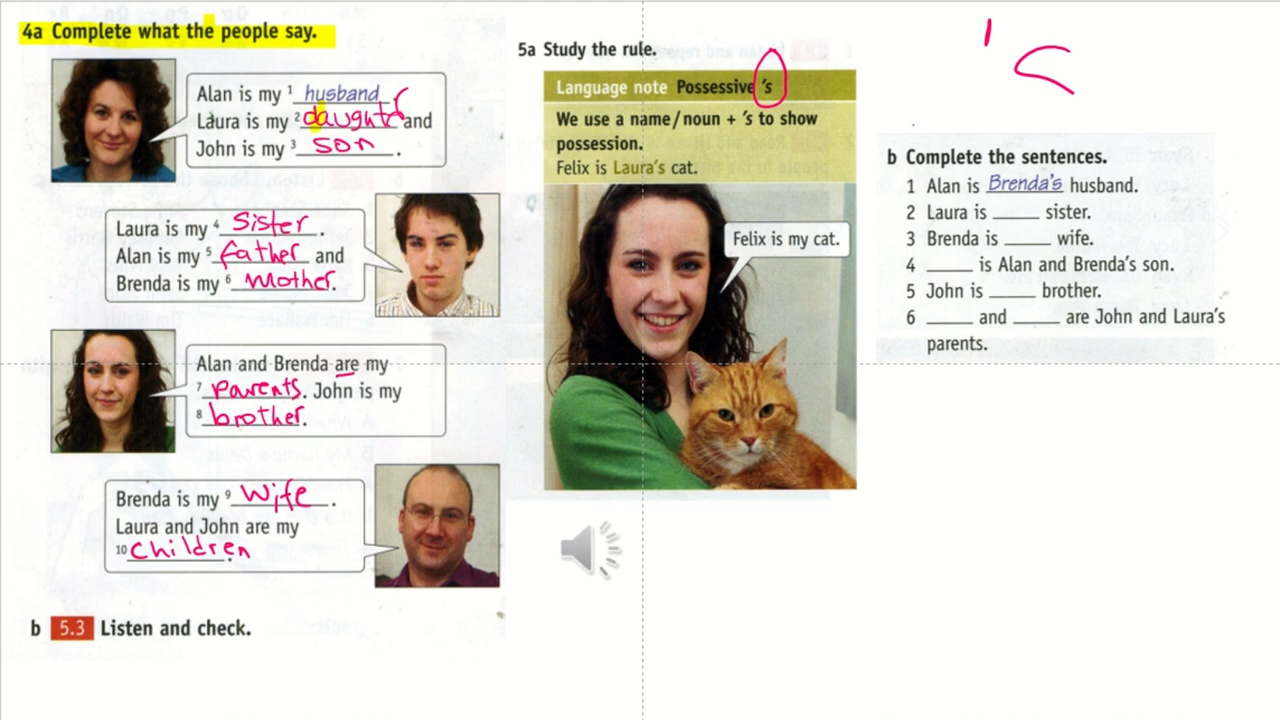 4a Complete what the people say.
Alan is my ¹ husband
Laura is my ² daughter and
John is my ³ son.
Laura is my ⁴ Sister.
Alan is my ⁵ father and
Brenda is my ⁶ mother.
Alan and Brenda are my
⁷ parents. John is my
⁸ brother.
Brenda is my ⁹ Wife.
Laura and John are my
¹⁰ Children.
b 5.3 Listen and check.
5a Study the rule.
Language note Possessive 's
We use a name/noun + 's to show
possession.
Felix is Laura's cat.
Felix is my cat.
's
b Complete the sentences.
1 Alan is Brenda's husband.
2 Laura is _____ sister.
3 Brenda is _____ wife.
4 _____ is Alan and Brenda's son.
5 John is _____ brother.
6 _____ and _____ are John and Laura's
parents.